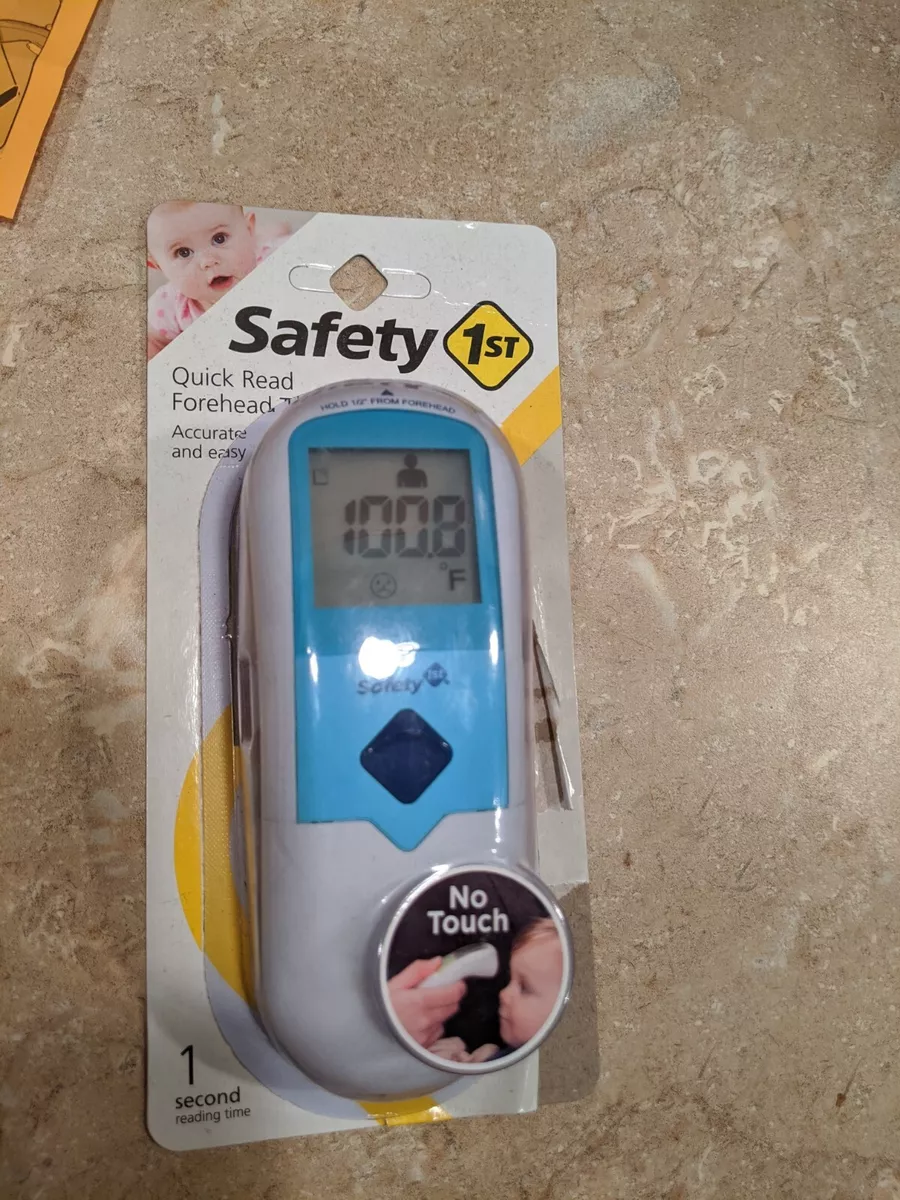 Safety 1ST
Quick Read
Forehead
Accurate
and easy
HOLD 1/2" FROM FOREHEAD
100.8
°F
Safety 1st
No
Touch
1
second
reading time